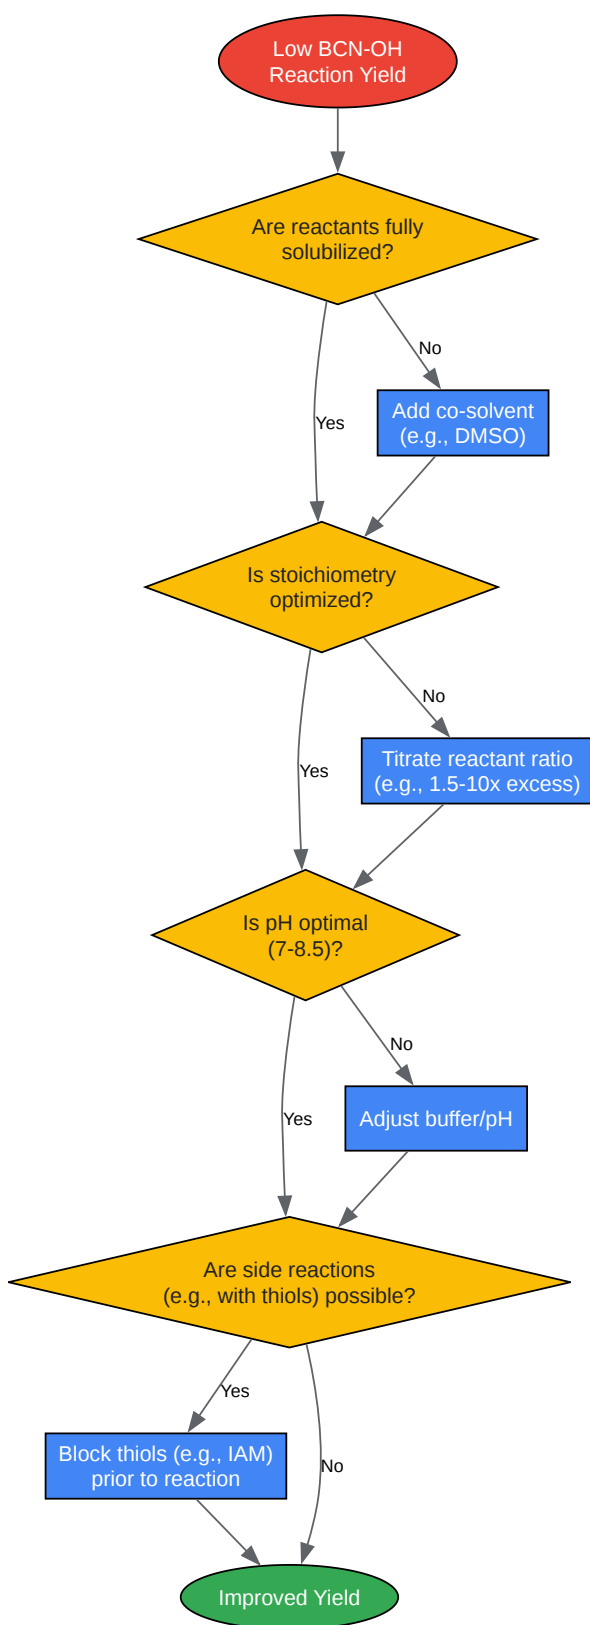 Low BCN-OH
Reaction Yield
Are reactants fully
solubilized?
No
Add co-solvent
(e.g., DMSO)
Yes
Is stoichiometry
optimized?
No
Titrate reactant ratio
(e.g., 1.5-10x excess)
Yes
Is pH optimal
(7-8.5)?
No
Adjust buffer/pH
Yes
Are side reactions
(e.g., with thiols) possible?
Yes
Block thiols (e.g., IAM)
prior to reaction
No
Improved Yield